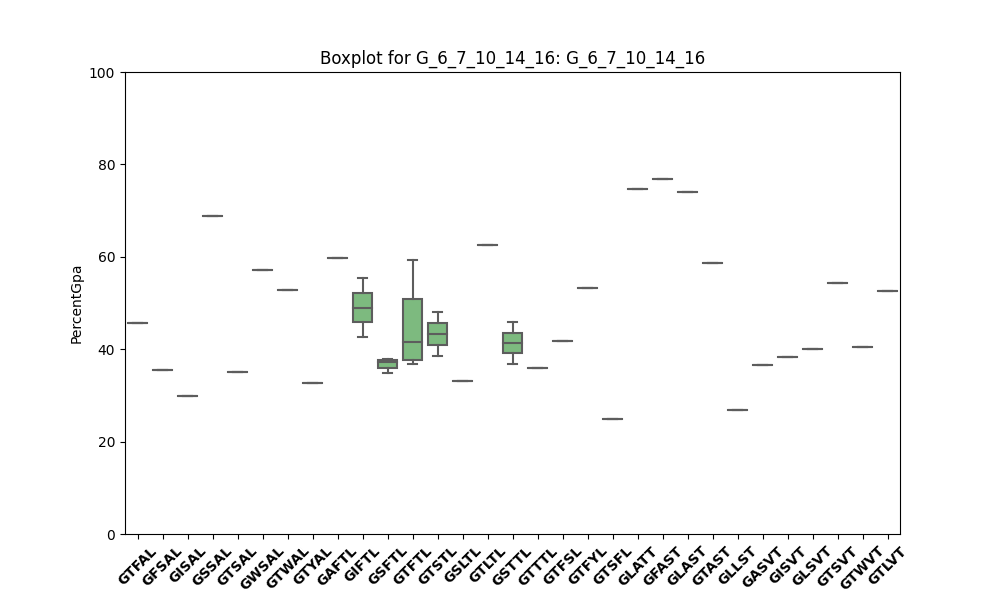 Boxplot for G_6_7_10_14_16: G_6_7_10_14_16
100
80
60
40
20
0
PercentGpa
GTFAL
GFSAL
GISAL
GSSAL
GTSAL
GWSAL
GTWAL
GTYAL
GAFTL
GIFTL
GSFTL
GTFTL
GTSTL
GSLTL
GTLTL
GSTTL
GTTTL
GTFSL
GTFYL
GTSFL
GLATT
GFAST
GLAST
GTAST
GLLST
GASVT
GISVT
GLSVT
GTSVT
GTWVT
GTLVT